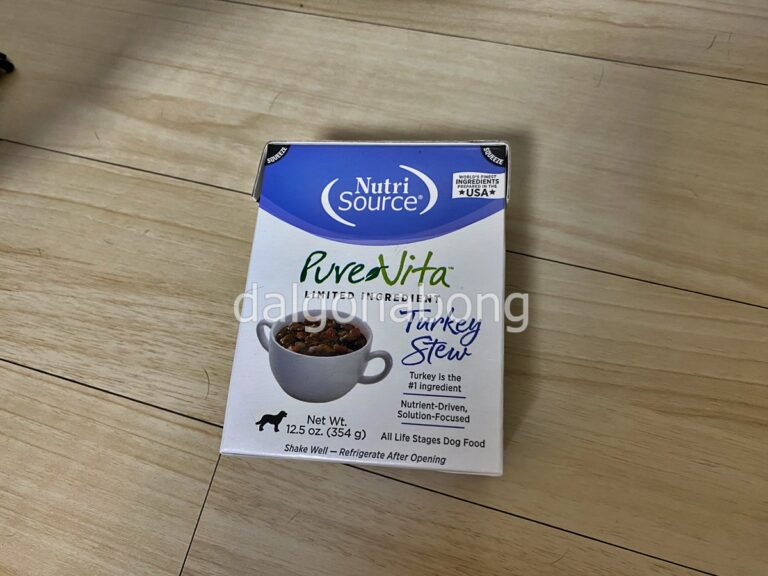 SQUEEZE
SQUEEZE
Nutri
Source®
WORLD'S FINEST
INGREDIENTS
PREPARED IN THE
★USA★
PureVita™
LIMITED INGREDIENT
dalgonabong
Turkey
Stew
Turkey is the
#1 ingredient
Nutrient-Driven,
Solution-Focused
Net Wt.
12.5 oz. (354 g)
All Life Stages Dog Food
Shake Well — Refrigerate After Opening